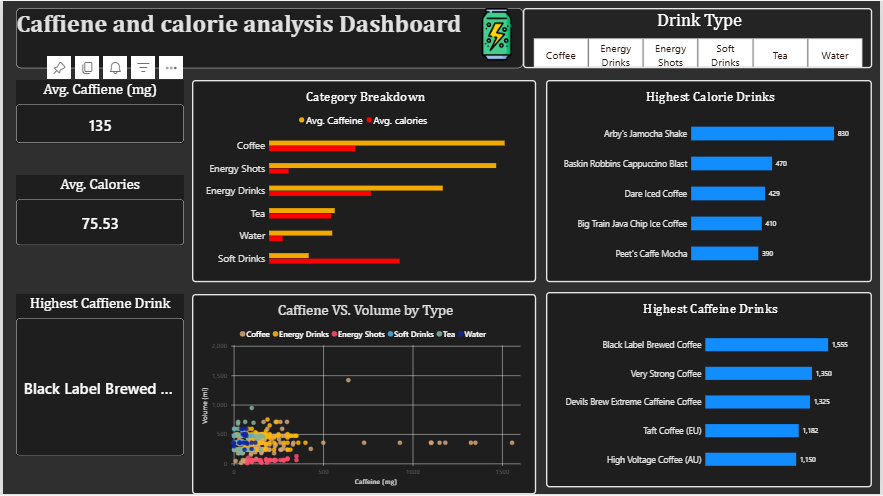 Caffiene and calorie analysis Dashboard
Drink Type
Coffee
Energy Drinks
Energy Shots
Soft Drinks
Tea
Water
Avg. Caffiene (mg)
135
Avg. Calories
75.53
Highest Caffiene Drink
Black Label Brewed ...
Category Breakdown
Avg. Caffeine Avg. calories
Coffee
Energy Shots
Energy Drinks
Tea
Water
Soft Drinks
Highest Calorie Drinks
Arby's Jamocha Shake 830
Baskin Robbins Cappuccino Blast 470
Dare Iced Coffee 429
Big Train Java Chip Ice Coffee 410
Peet's Caffe Mocha 390
Caffiene VS. Volume by Type
Coffee Energy Drinks Energy Shots Soft Drinks Tea Water
Volume (ml)
2,000
1,500
1,000
500
0
0 500 1000 1500
Caffeine (mg)
Highest Caffeine Drinks
Black Label Brewed Coffee 1,555
Very Strong Coffee 1,350
Devils Brew Extreme Caffeine Coffee 1,325
Taft Coffee (EU) 1,182
High Voltage Coffee (AU) 1,150